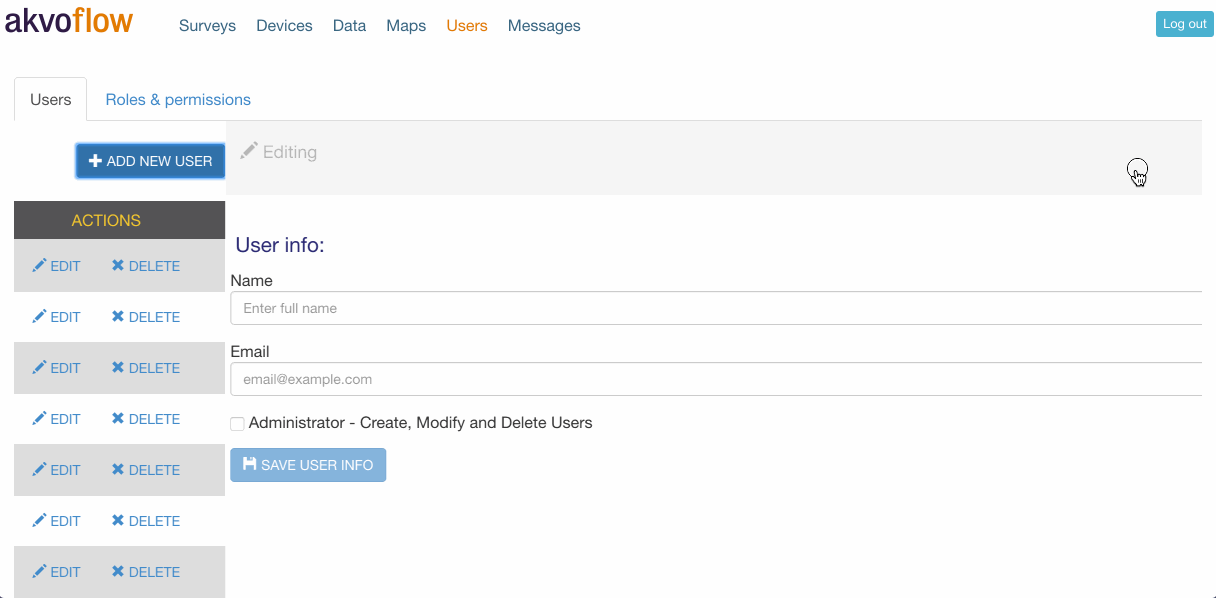 akvoflow
Surveys Devices Data Maps Users Messages
Log out
Users Roles & permissions
ADD NEW USER
Editing
ACTIONS
EDIT DELETE
EDIT DELETE
EDIT DELETE
EDIT DELETE
EDIT DELETE
EDIT DELETE
EDIT DELETE
User info:
Name
Enter full name
Email
email@example.com
Administrator - Create, Modify and Delete Users
SAVE USER INFO